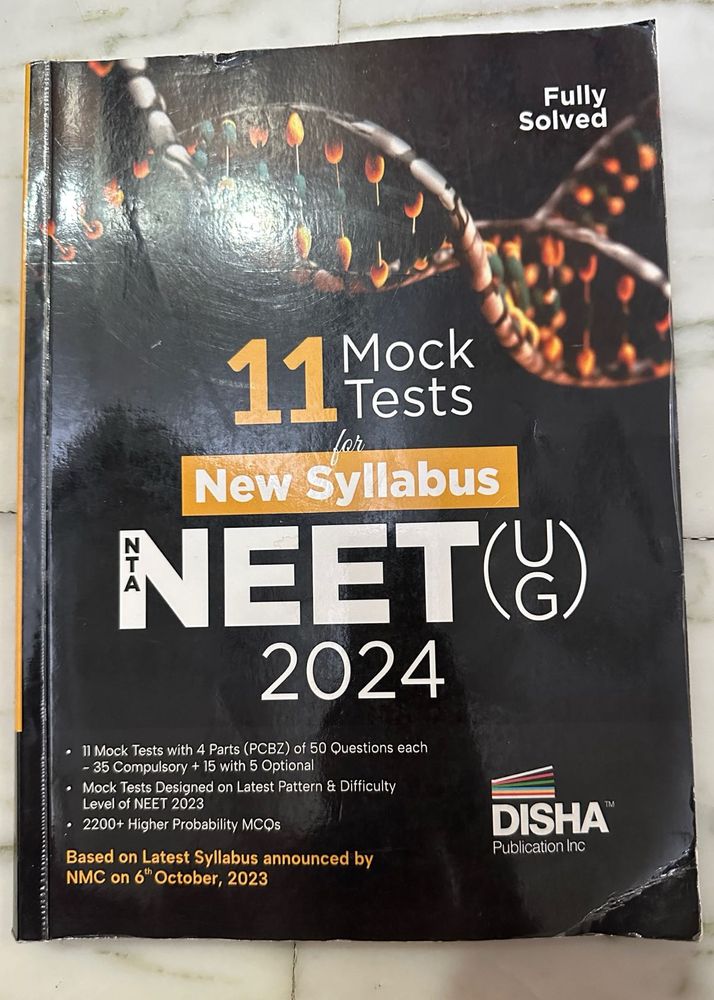 Fully
Solved
11 Mock
Tests
for
New Syllabus
NTA NEET (UG)
2024
• 11 Mock Tests with 4 Parts (PCBZ) of 50 Questions each
– 35 Compulsory + 15 with 5 Optional
• Mock Tests Designed on Latest Pattern & Difficulty
Level of NEET 2023
• 2200+ Higher Probability MCQs
Based on Latest Syllabus announced by
NMC on 6th October, 2023
DISHA™
Publication Inc